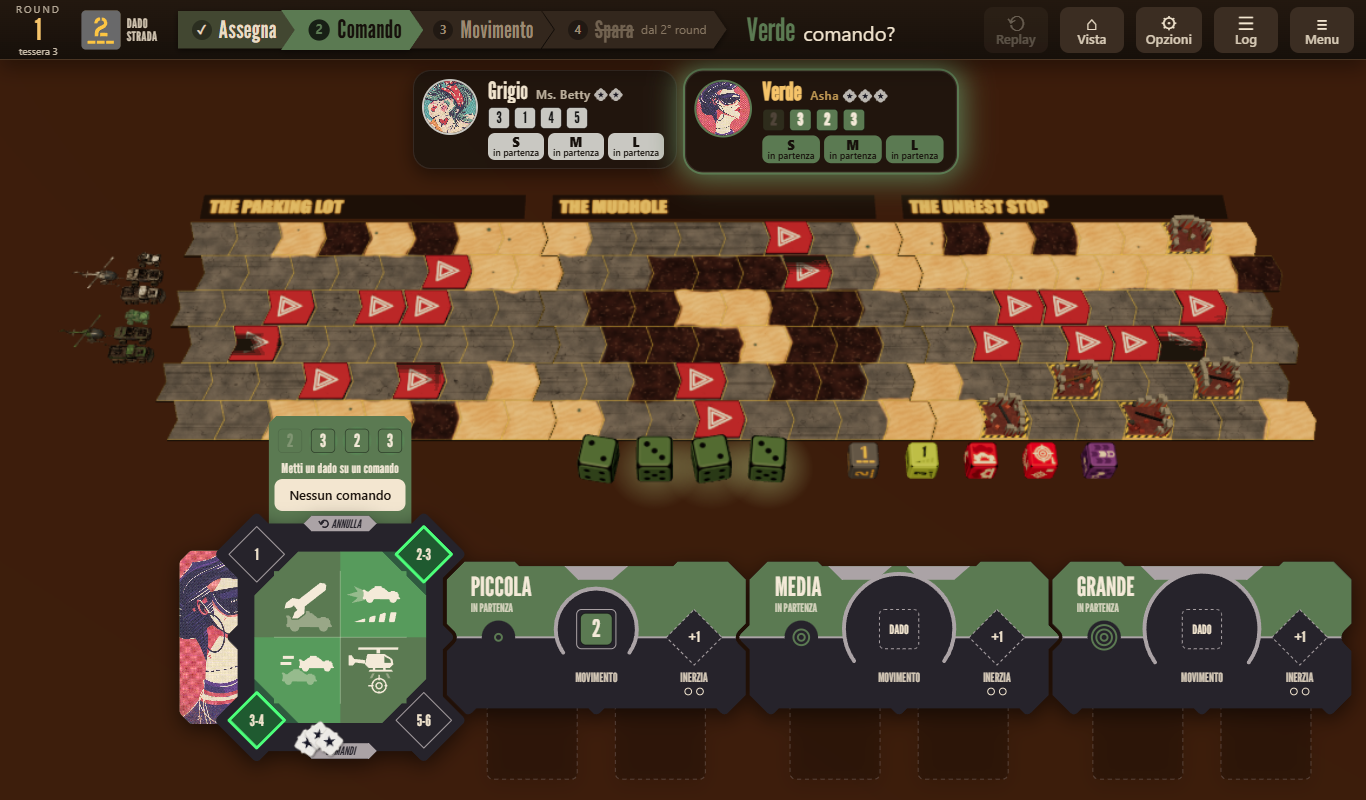 ROUND
1
tessera 3
2
DADO
STRADA
✓ Assegna
2 Comando
3 Movimento
4 Spara dal 2° round
Verde comando?
Replay
Vista
Opzioni
Log
Menu
Grigio Ms. Betty
3 1 4 5
S M L
in partenza in partenza in partenza
Verde Asha
2 3 2 3
S M L
in partenza in partenza in partenza
THE PARKING LOT
THE MUDHOLE
THE UNREST STOP
2 3 2 3
Metti un dado su un comando
Nessun comando
ANNULLA
1
2-3
3-4
5-6
PICCOLA
IN PARTENZA
2
+1
MOVIMENTO
INERZIA
MEDIA
IN PARTENZA
DADO
+1
MOVIMENTO
INERZIA
GRANDE
IN PARTENZA
DADO
+1
MOVIMENTO
INERZIA
1
1